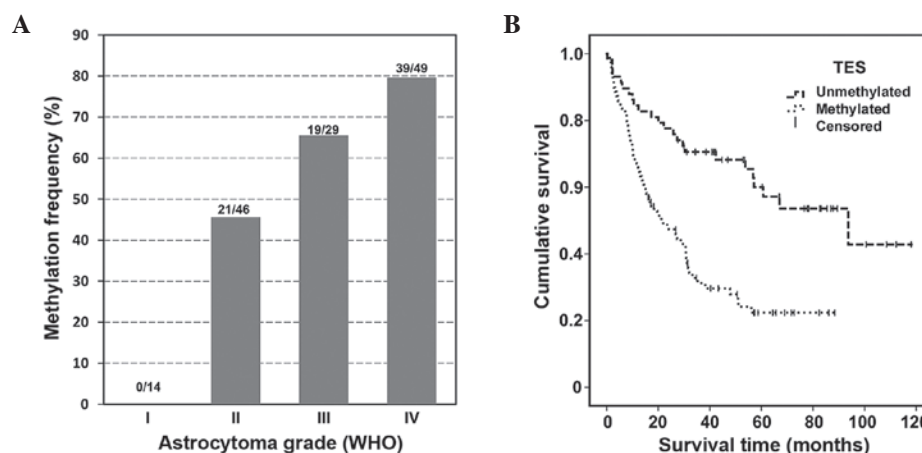 A
Methylation frequency (%)
90
80
70
60
50
40
30
20
10
0
0/14
21/46
19/29
39/49
I II III IV
Astrocytoma grade (WHO)
B
Cumulative survival
1.0
0.8
0.9
0.4
0.2
0
TES
Unmethylated
Methylated
Censored
0 20 40 60 80 100 120
Survival time (months)